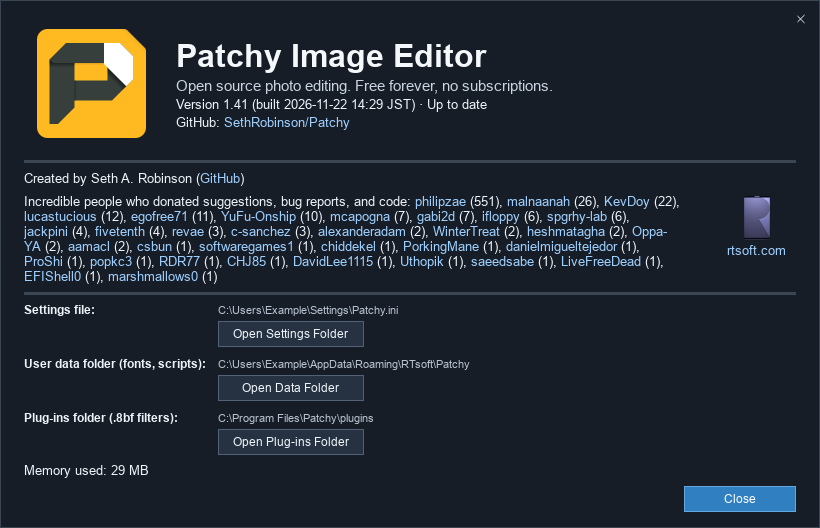 Patchy Image Editor
Open source photo editing. Free forever, no subscriptions.
Version 1.41 (built 2026-11-22 14:29 JST) · Up to date
GitHub: SethRobinson/Patchy
Created by Seth A. Robinson (GitHub)
Incredible people who donated suggestions, bug reports, and code: philipzae (551), malnaanah (26), KevDoy (22),
lucastucious (12), egofree71 (11), YuFu-Onship (10), mcapogna (7), gabi2d (7), ifloppy (6), spgrhy-lab (6),
jackpini (4), fivetenth (4), revae (3), c-sanchez (3), alexanderadam (2), WinterTreat (2), heshmatagha (2), Oppa-
YA (2), aamacl (2), csbun (1), softwaregames1 (1), chiddekel (1), PorkingMane (1), danielmigueltejedor (1),
ProShi (1), popkc3 (1), RDR77 (1), CHJ85 (1), DavidLee1115 (1), Uthopik (1), saeedsabe (1), LiveFreeDead (1),
EFIShell0 (1), marshmallows0 (1)
rtsoft.com
Settings file:
C:\Users\Example\Settings\Patchy.ini
Open Settings Folder
User data folder (fonts, scripts):
C:\Users\Example\AppData\Roaming\RTsoft\Patchy
Open Data Folder
Plug-ins folder (.8bf filters):
C:\Program Files\Patchy\plugins
Open Plug-ins Folder
Memory used: 29 MB
Close